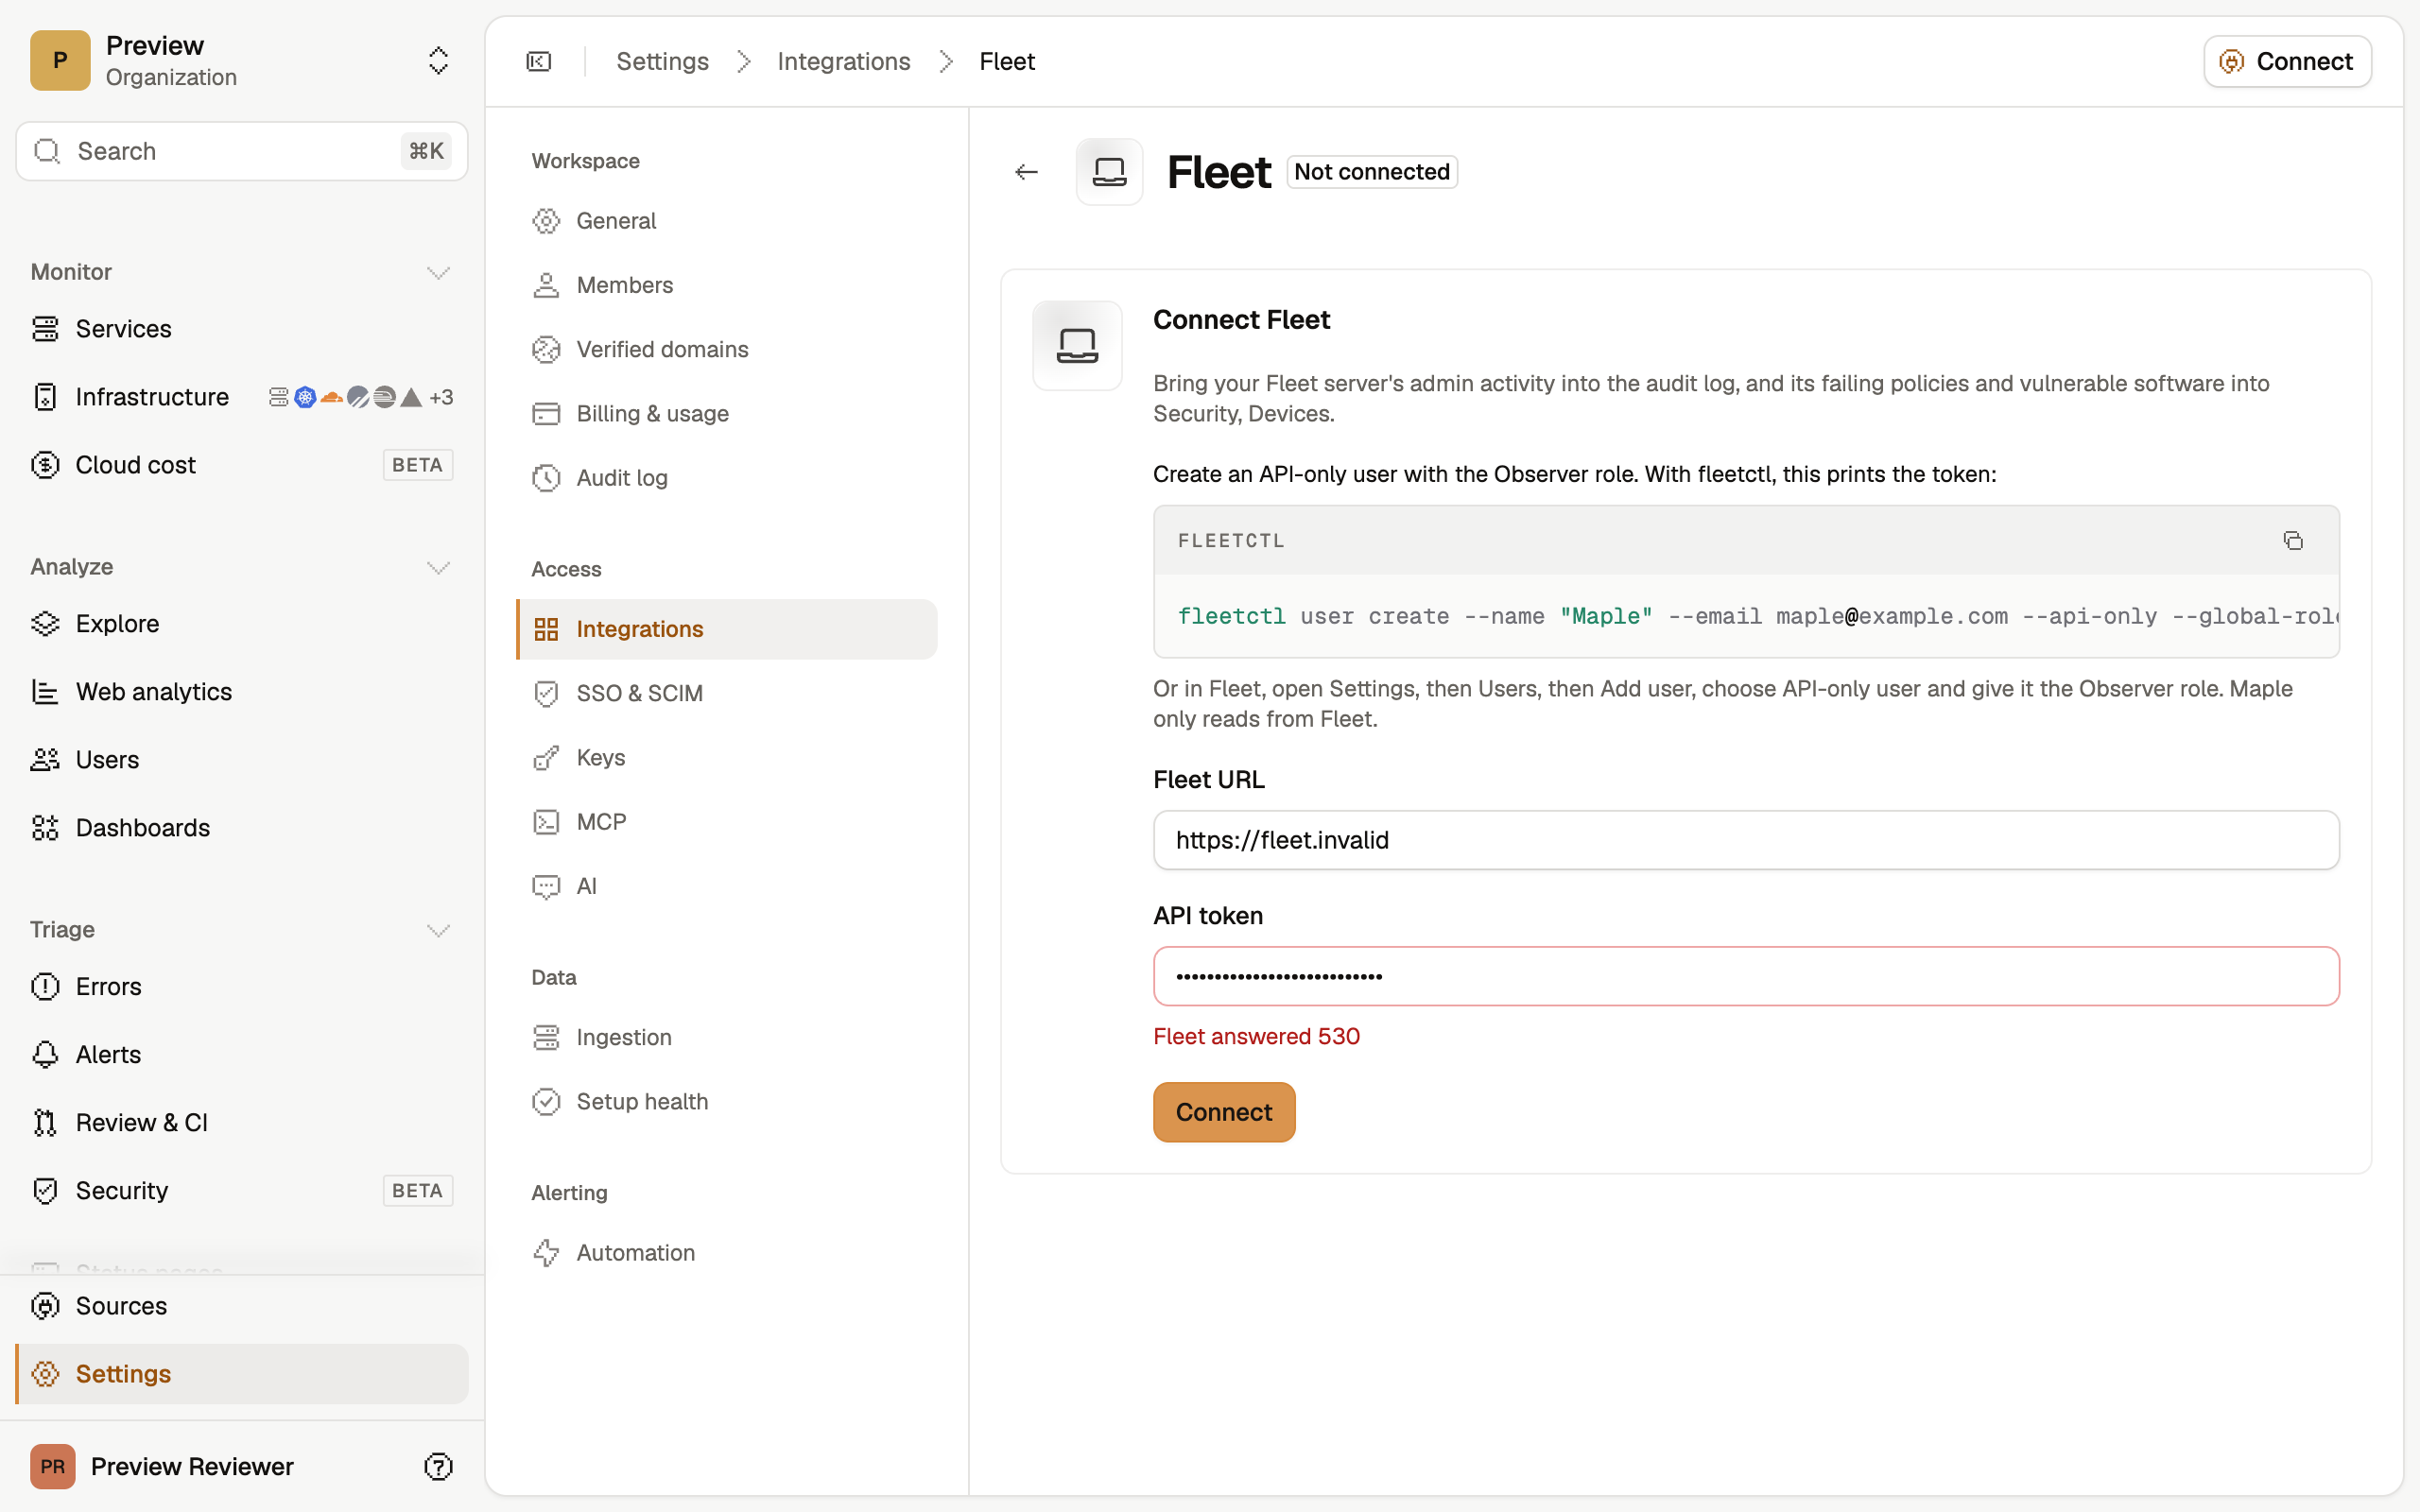 P
Preview
Organization
Search
⌘K
Monitor
Services
Infrastructure
+3
Cloud cost
BETA
Analyze
Explore
Web analytics
Users
Dashboards
Triage
Errors
Alerts
Review & CI
Security
BETA
Status pages
Sources
Settings
PR
Preview Reviewer
Settings
Integrations
Fleet
Connect
Workspace
General
Members
Verified domains
Billing & usage
Audit log
Access
Integrations
SSO & SCIM
Keys
MCP
AI
Data
Ingestion
Setup health
Alerting
Automation
Fleet
Not connected
Connect Fleet
Bring your Fleet server's admin activity into the audit log, and its failing policies and vulnerable software into
Security, Devices.
Create an API-only user with the Observer role. With fleetctl, this prints the token:
FLEETCTL
fleetctl user create --name "Maple" --email maple@example.com --api-only --global-role
Or in Fleet, open Settings, then Users, then Add user, choose API-only user and give it the Observer role. Maple
only reads from Fleet.
Fleet URL
https://fleet.invalid
API token
Fleet answered 530
Connect